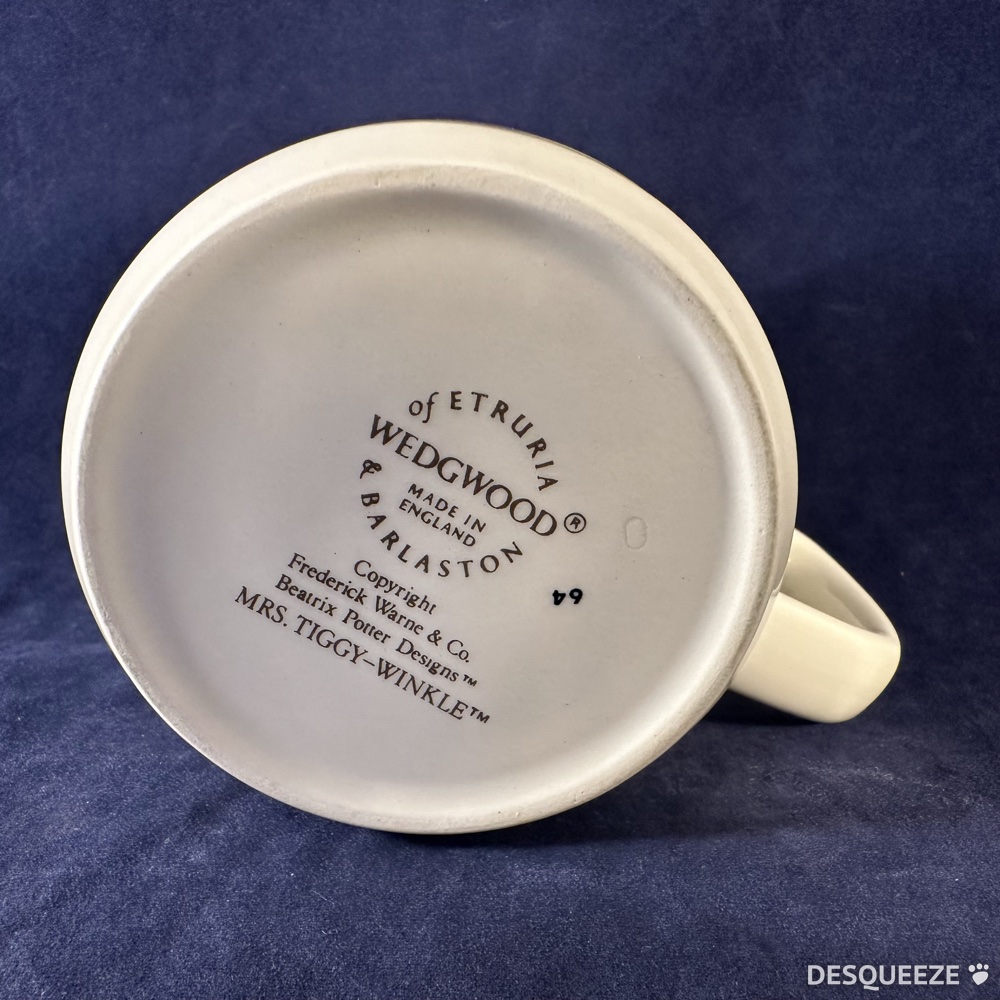 of ETRURIA
WEDGWOOD®
MADE IN
ENGLAND
& BARLASTON
Copyright
Frederick Warne & Co.
Beatrix Potter Designs™
MRS. TIGGY-WINKLE™
64
0
DESQUEEZE